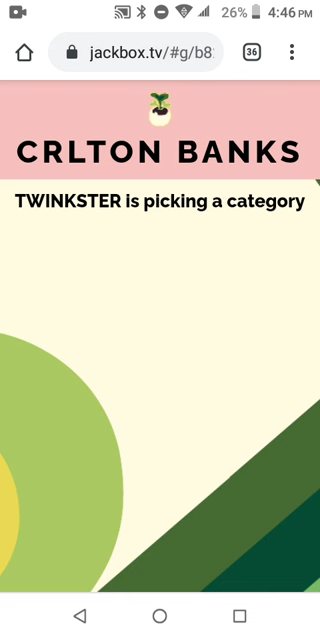 26% 4:46 PM
jackbox.tv/#g/b8
36
CRLTON BANKS
TWINKSTER is picking a category